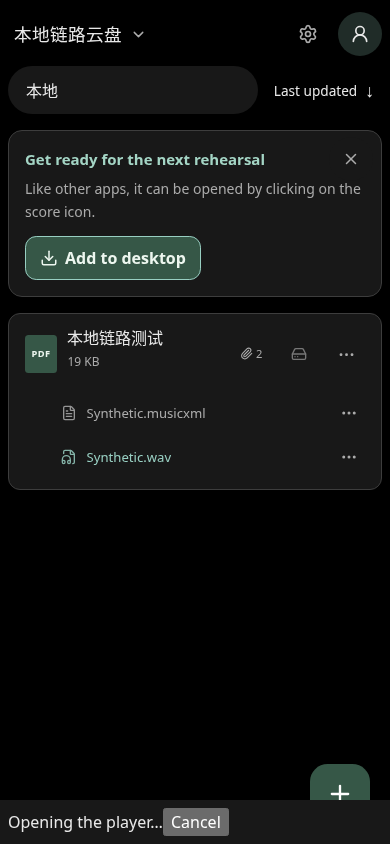 本地链路云盘
本地
Last updated ↓
Get ready for the next rehearsal
Like other apps, it can be opened by clicking on the
score icon.
Add to desktop
PDF
本地链路测试
19 KB
2
Synthetic.musicxml
Synthetic.wav
Opening the player... Cancel